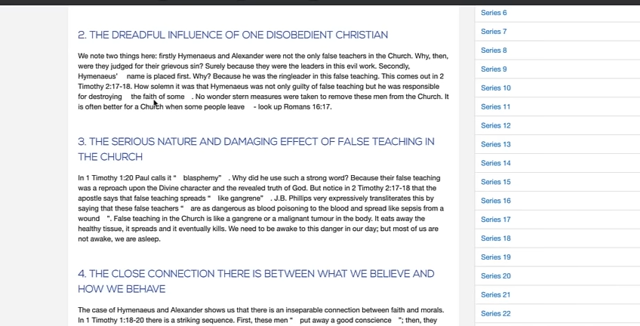 2. THE DREADFUL INFLUENCE OF ONE DISOBEDIENT CHRISTIAN
We note two things here: firstly Hymenaeus and Alexander were not the only false teachers in the Church. Why, then,
were they judged for their grievous sin? Surely because they were the leaders in this evil work. Secondly,
Hymenaeus' name is placed first. Why? Because he was the ringleader in this false teaching. This comes out in 2
Timothy 2:17-18. How solemn it was that Hymenaeus was not only guilty of false teaching but he was responsible
for destroying the faith of some . No wonder stern measures were taken to remove these men from the Church. It
is often better for a Church when some people leave - look up Romans 16:17.
3. THE SERIOUS NATURE AND DAMAGING EFFECT OF FALSE TEACHING IN
THE CHURCH
In 1 Timothy 1:20 Paul calls it " blasphemy" . Why did he use such a strong word? Because their false teaching
was a reproach upon the Divine character and the revealed truth of God. But notice in 2 Timothy 2:17-18 that the
apostle says that false teaching spreads " like gangrene" . J.B. Phillips very expressively transliterates this by
saying that these false teachers " are as dangerous as blood poisoning to the blood and spread like sepsis from a
wound ". False teaching in the Church is like a gangrene or a malignant tumour in the body. It eats away the
healthy tissue, it spreads and it eventually kills. We need to be awake to this danger in our day; but most of us are
not awake, we are asleep.
4. THE CLOSE CONNECTION THERE IS BETWEEN WHAT WE BELIEVE AND
HOW WE BEHAVE
The case of Hymenaeus and Alexander shows us that there is an inseparable connection between faith and morals.
In 1 Timothy 1:18-20 there is a striking sequence. First, these men " put away a good conscience "; then, they
Series 6
Series 7
Series 8
Series 9
Series 10
Series 11
Series 12
Series 13
Series 14
Series 15
Series 16
Series 17
Series 18
Series 19
Series 20
Series 21
Series 22